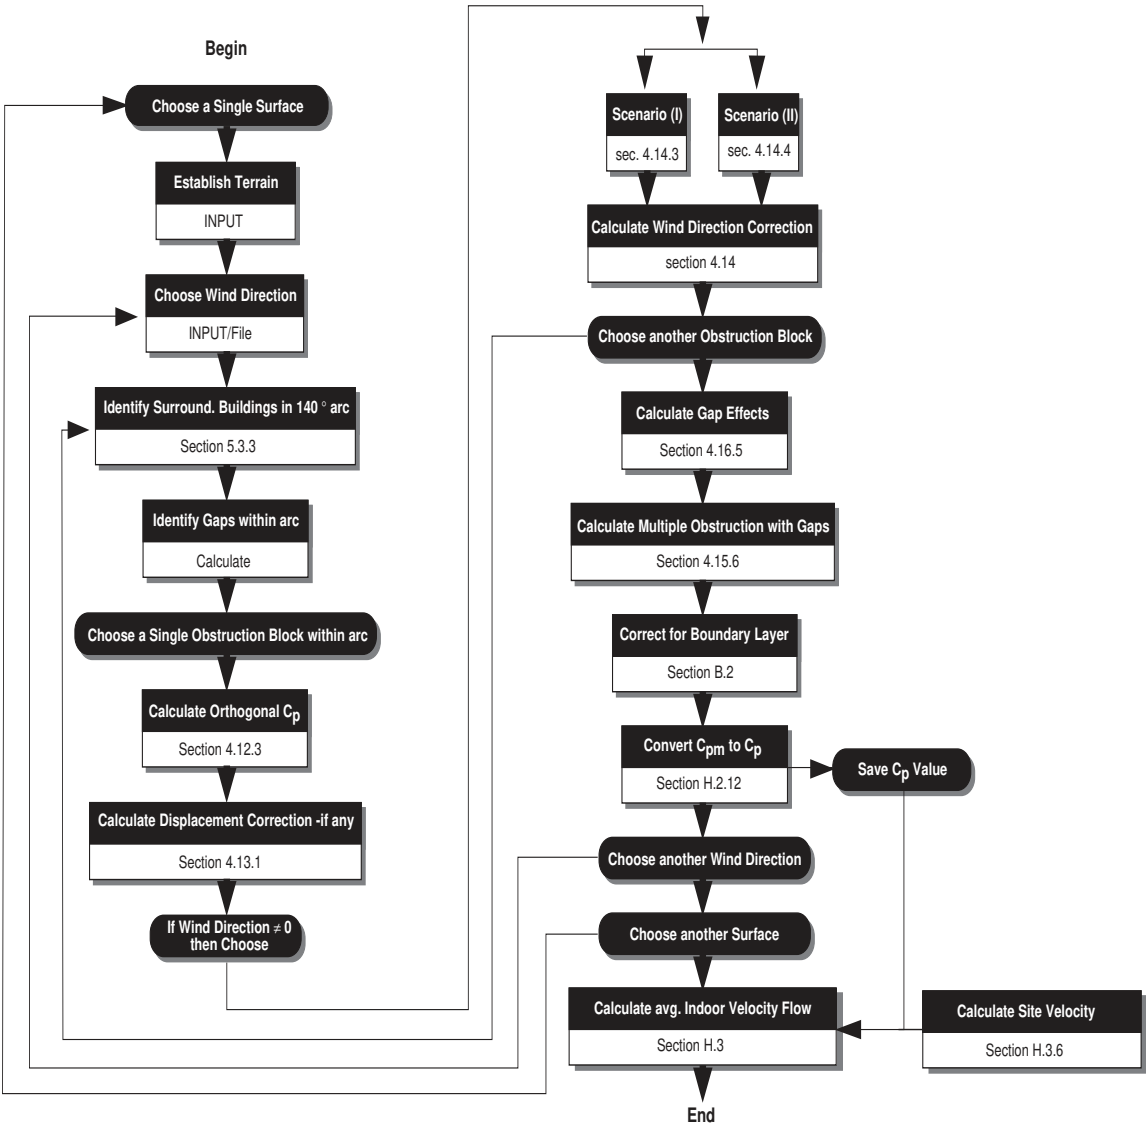 Begin
Choose a Single Surface
Establish Terrain
INPUT
Choose Wind Direction
INPUT/File
Identify Surround. Buildings in 140 ° arc
Section 5.3.3
Identify Gaps within arc
Calculate
Choose a Single Obstruction Block within arc
Calculate Orthogonal Cp
Section 4.12.3
Calculate Displacement Correction -if any
Section 4.13.1
If Wind Direction ≠ 0
then Choose
Scenario (I)
sec. 4.14.3
Scenario (II)
sec. 4.14.4
Calculate Wind Direction Correction
section 4.14
Choose another Obstruction Block
Calculate Gap Effects
Section 4.16.5
Calculate Multiple Obstruction with Gaps
Section 4.15.6
Correct for Boundary Layer
Section B.2
Convert Cpm to Cp
Section H.2.12
Save Cp Value
Choose another Wind Direction
Choose another Surface
Calculate avg. Indoor Velocity Flow
Section H.3
Calculate Site Velocity
Section H.3.6
End